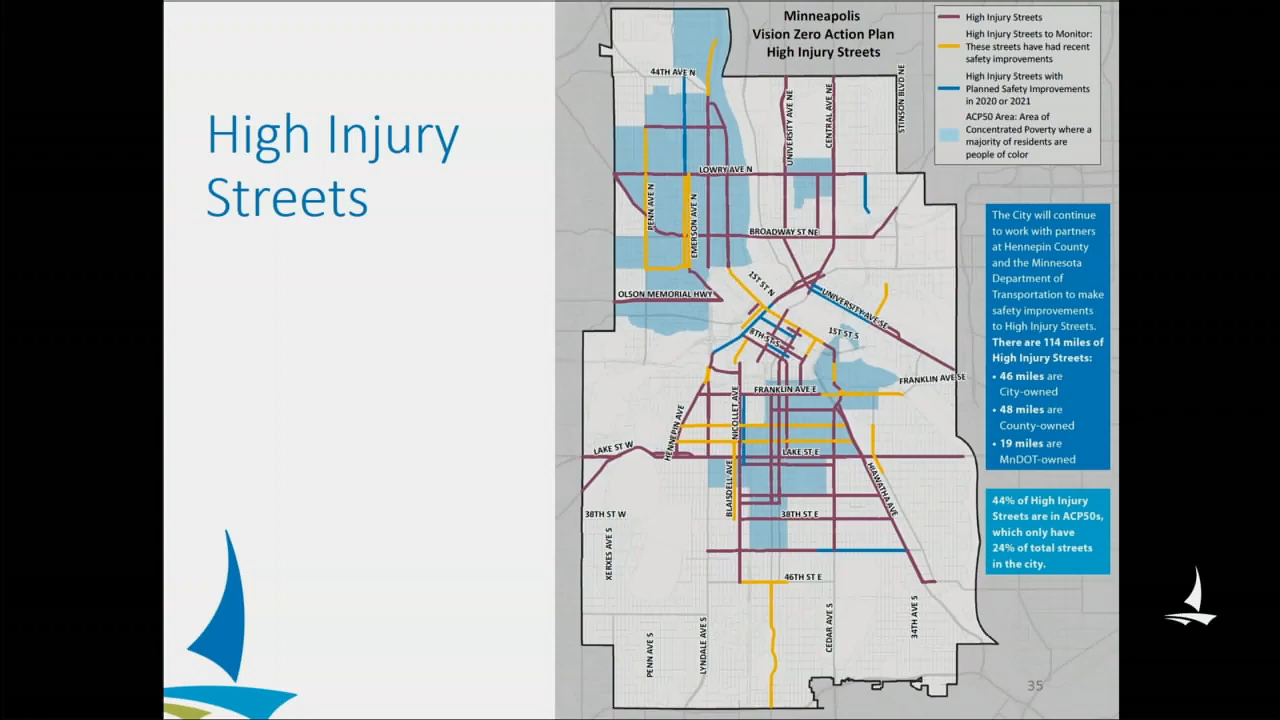 High Injury
Streets
Minneapolis
Vision Zero Action Plan
High Injury Streets
High Injury Streets
High Injury Streets to Monitor:
These streets have had recent
safety improvements
High Injury Streets with
Planned Safety Improvements
in 2020 or 2021
ACP50 Area: Area of
Concentrated Poverty where a
majority of residents are
people of color
44TH AVE N
UNIVERSITY AVE NE
CENTRAL AVE NE
STINSON BLVD NE
LOWRY AVE N
PENN AVE N
EMERSON AVE N
BROADWAY ST NE
OLSON MEMORIAL HWY
1ST ST N
UNIVERSITY AVE SE
8TH ST S
1ST ST S
FRANKLIN AVE SE
FRANKLIN AVE E
HENNEPIN AVE
NICOLLET AVE
LAKE ST W
LAKE ST E
BLAISDELL AVE
HIAWATHA AVE
38TH ST W
38TH ST E
XERXES AVE S
46TH ST E
PENN AVE S
LYNDALE AVE S
CEDAR AVE S
34TH AVE S
The City will continue
to work with partners
at Hennepin County
and the Minnesota
Department of
Transportation to make
safety improvements
to High Injury Streets.
There are 114 miles of
High Injury Streets:
• 46 miles are
City-owned
• 48 miles are
County-owned
• 19 miles are
MnDOT-owned
44% of High Injury
Streets are in ACP50s,
which only have
24% of total streets
in the city.
35